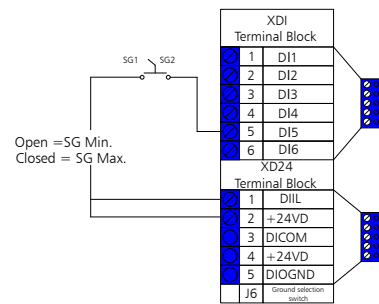 XDI
Terminal Block
SG1 SG2
1 DI1
2 DI2
3 DI3
4 DI4
5 DI5
6 DI6
Open =SG Min.
Closed = SG Max.
XD24
Terminal Block
1 DIIL
2 +24VD
3 DICOM
4 +24VD
5 DIOGND
J6 Ground selection
switch